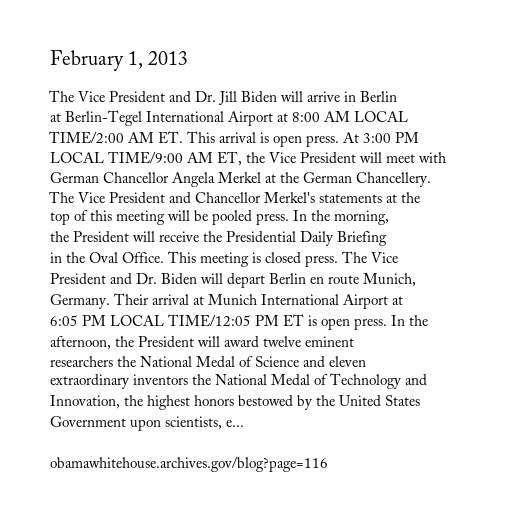 February 1, 2013
The Vice President and Dr. Jill Biden will arrive in Berlin
at Berlin-Tegel International Airport at 8:00 AM LOCAL
TIME/2:00 AM ET. This arrival is open press. At 3:00 PM
LOCAL TIME/9:00 AM ET, the Vice President will meet with
German Chancellor Angela Merkel at the German Chancellery.
The Vice President and Chancellor Merkel's statements at the
top of this meeting will be pooled press. In the morning,
the President will receive the Presidential Daily Briefing
in the Oval Office. This meeting is closed press. The Vice
President and Dr. Biden will depart Berlin en route Munich,
Germany. Their arrival at Munich International Airport at
6:05 PM LOCAL TIME/12:05 PM ET is open press. In the
afternoon, the President will award twelve eminent
researchers the National Medal of Science and eleven
extraordinary inventors the National Medal of Technology and
Innovation, the highest honors bestowed by the United States
Government upon scientists, e...
obamawhitehouse.archives.gov/blog?page=116